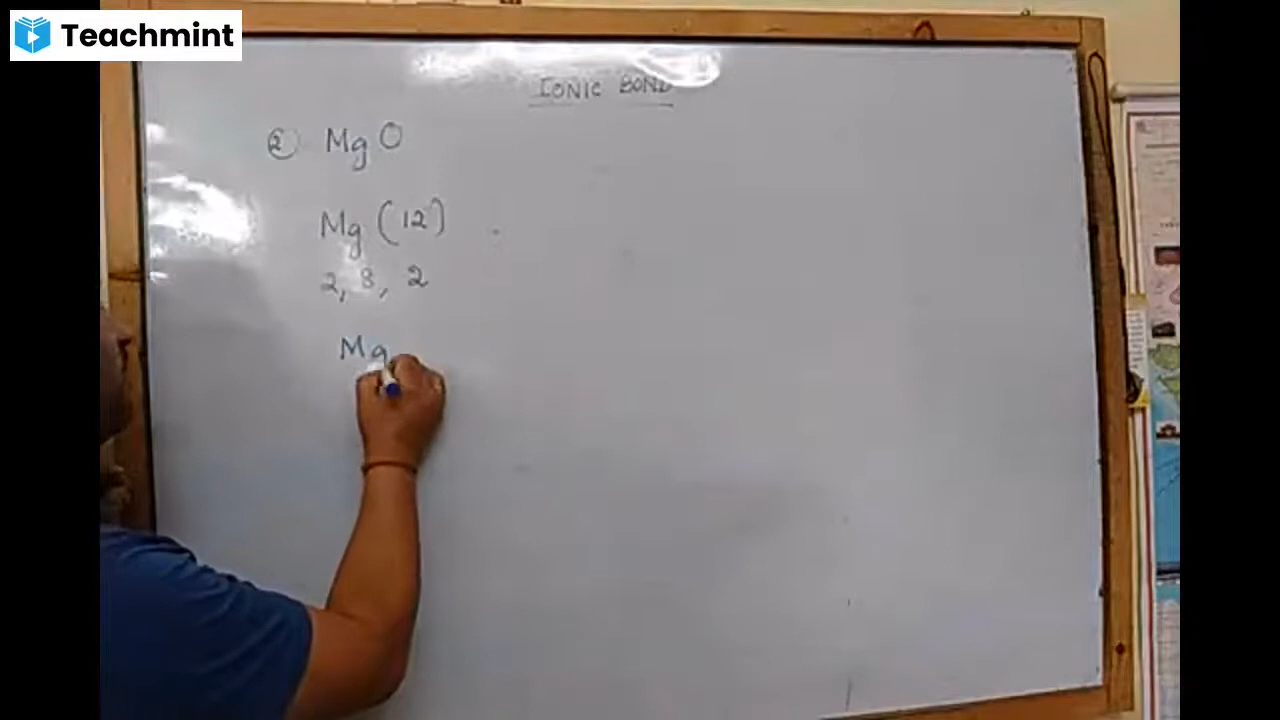 Teachmint
IONIC BOND
② MgO
Mg (12)
2, 8, 2
Mg